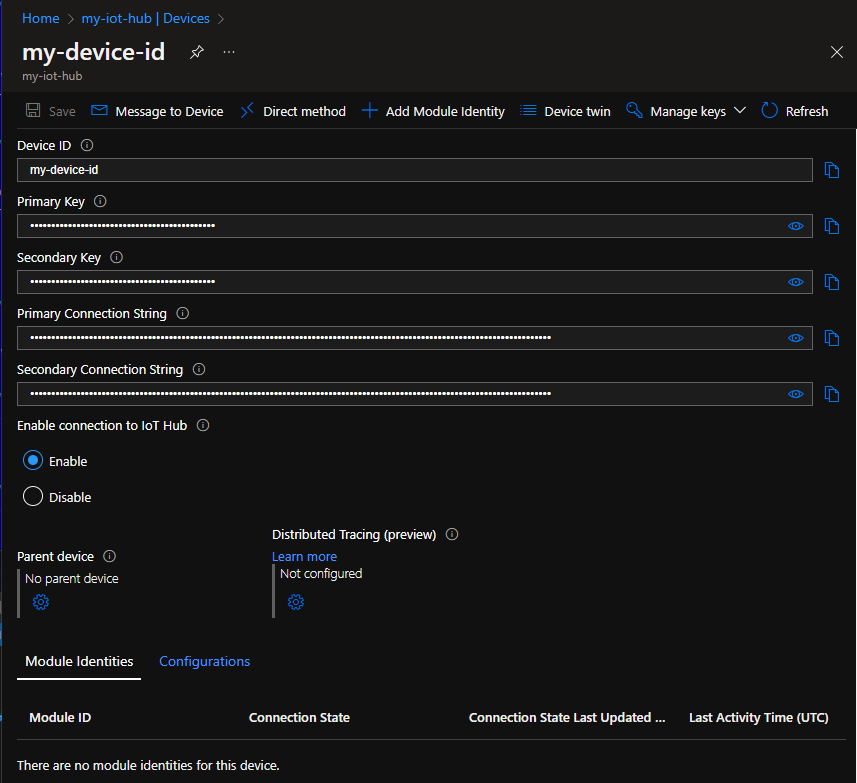 Home > my-iot-hub | Devices >
my-device-id
my-iot-hub
Save Message to Device Direct method Add Module Identity Device twin Manage keys Refresh
Device ID
my-device-id
Primary Key
Secondary Key
Primary Connection String
Secondary Connection String
Enable connection to IoT Hub
Enable
Disable
Distributed Tracing (preview)
Parent device
Learn more
No parent device
Not configured
Module Identities Configurations
Module ID Connection State Connection State Last Updated ... Last Activity Time (UTC)
There are no module identities for this device.